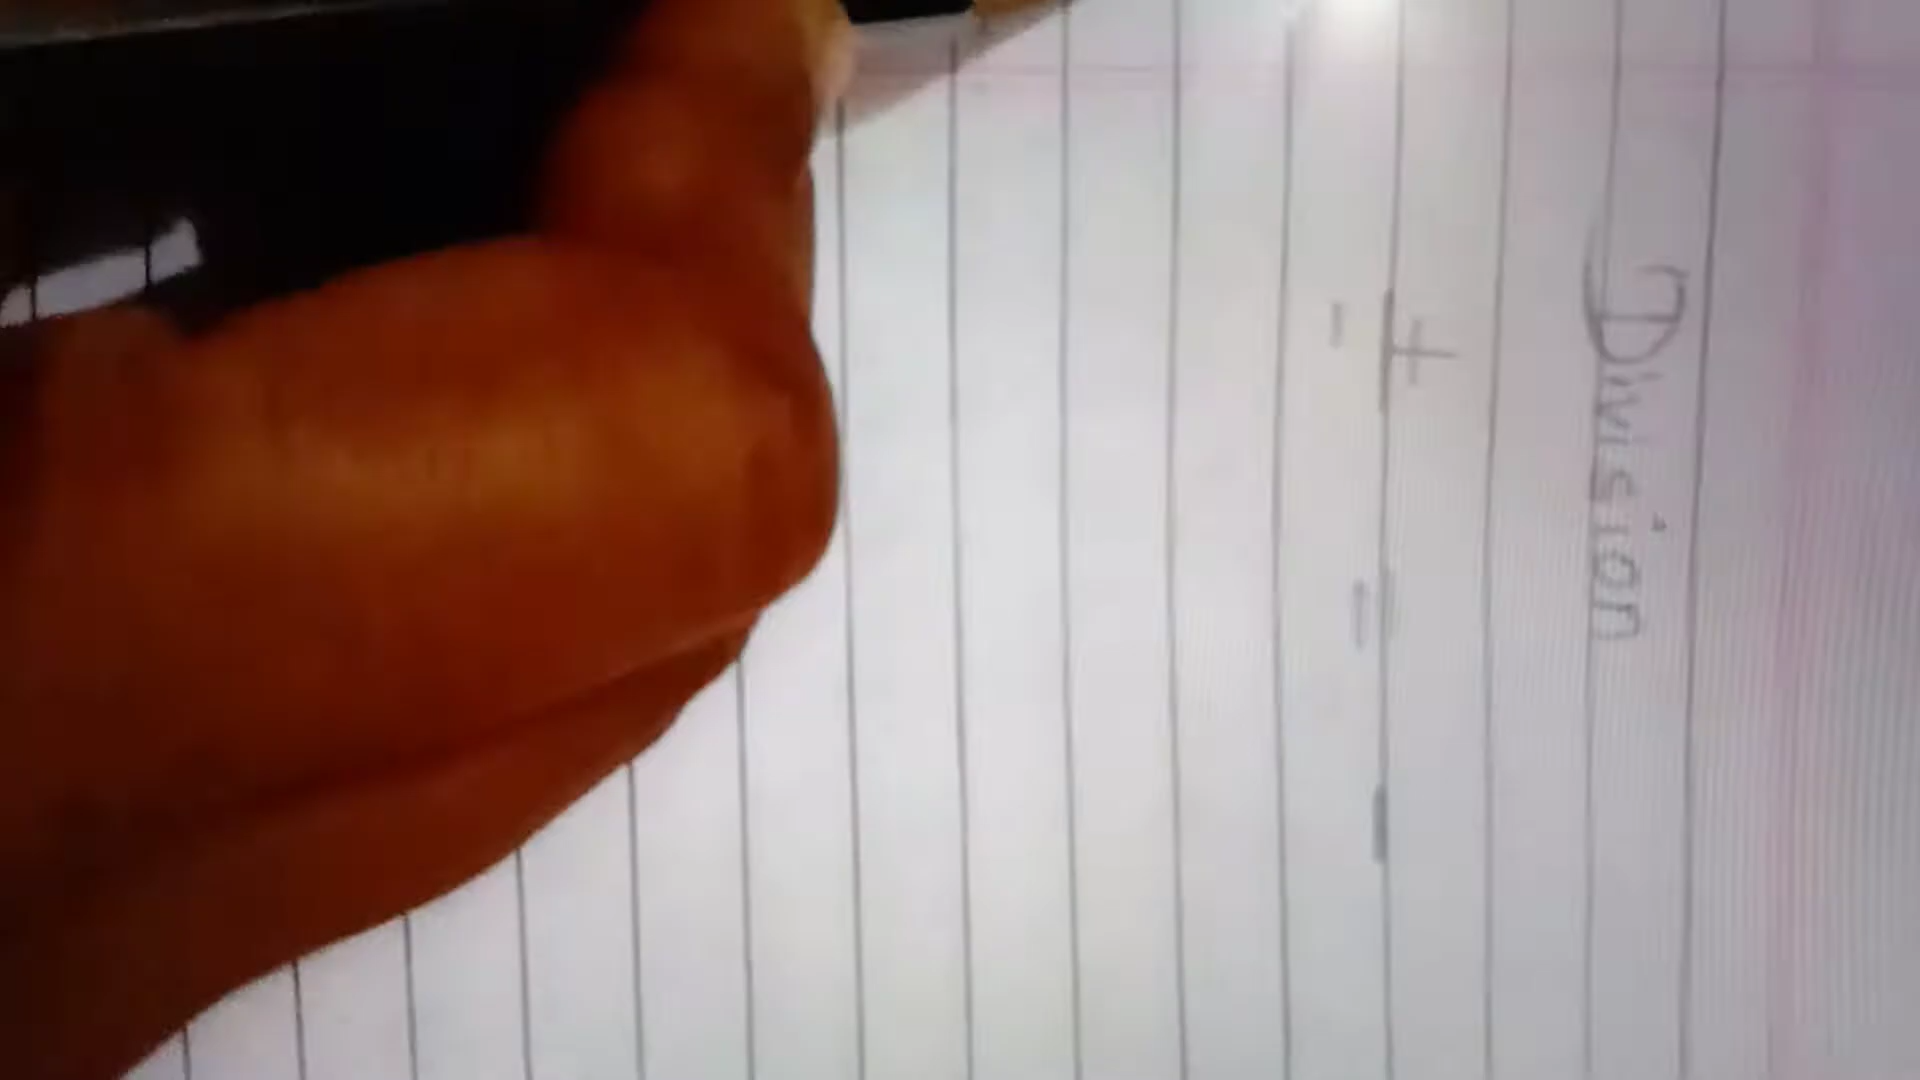 Division
+
- = -